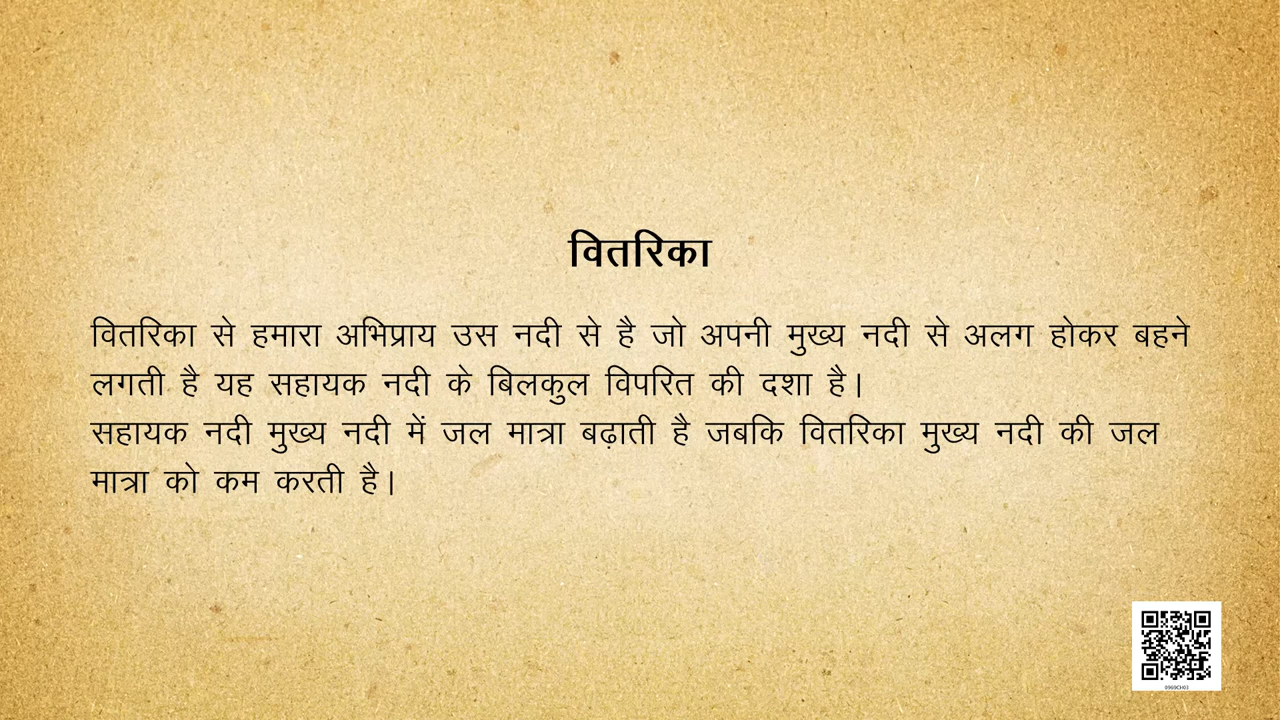 वितरिका
वितरिका से हमारा अभिप्राय उस नदी से है जो अपनी मुख्य नदी से अलग होकर बहने
लगती है यह सहायक नदी के बिलकुल विपरित की दशा है।
सहायक नदी मुख्य नदी में जल मात्रा बढ़ाती है जबकि वितरिका मुख्य नदी की जल
मात्रा को कम करती है।
0969CH03